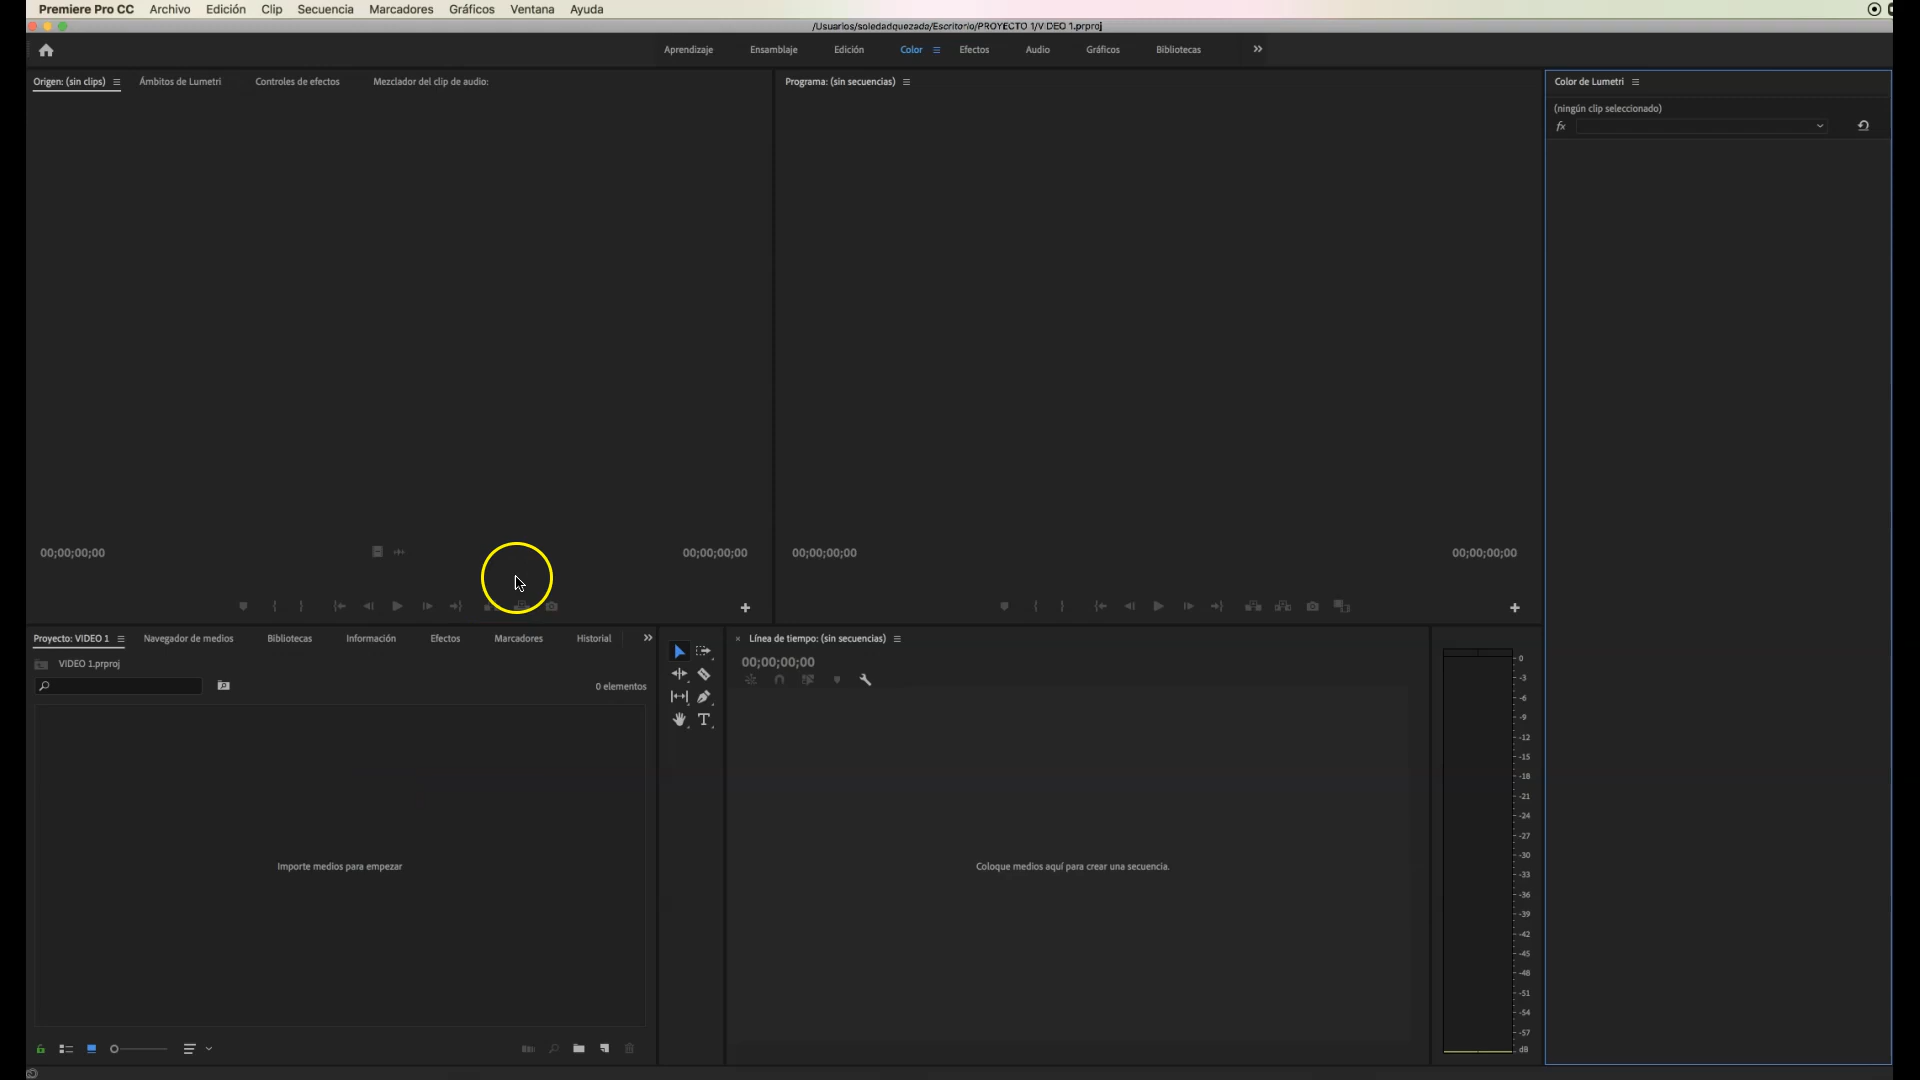 Premiere Pro CC Archivo Edición Clip Secuencia Marcadores Gráficos Ventana Ayuda
/Usuarios/soledadquezada/Escritorio/PROYECTO 1/VIDEO 1.prproj
Aprendizaje Ensamblaje Edición Color Efectos Audio Gráficos Bibliotecas
Origen: (sin clips) Ámbitos de Lumetri Controles de efectos Mezclador del clip de audio:
Programa: (sin secuencias)
Color de Lumetri
(ningún clip seleccionado)
fx
00;00;00;00 00;00;00;00
00;00;00;00 00;00;00;00
Proyecto: VIDEO 1 Navegador de medios Bibliotecas Información Efectos Marcadores Historial
VIDEO 1.prproj
0 elementos
Importe medios para empezar
Línea de tiempo: (sin secuencias)
00;00;00;00
Coloque medios aquí para crear una secuencia.
0
-3
-6
-9
-12
-15
-18
-21
-24
-27
-30
-33
-36
-39
-42
-45
-48
-51
-54
-57
dB